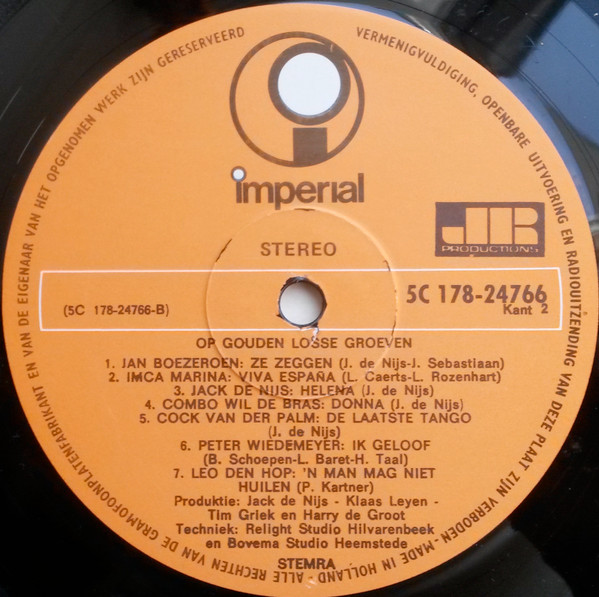 ALLE RECHTEN VAN DE GRAMOFOONPLATENFABRIKANT EN VAN DE EIGENAAR VAN HET OPGENOMEN WERK ZIJN GERESERVEERD
VERMENIGVULDIGING, OPENBARE UITVOERING EN RADIOUITZENDING VAN DEZE PLAAT ZIJN VERBODEN - MADE IN HOLLAND -
imperial
JR
PRODUCTIONS
STEREO
5C 178-24766
(5C 178-24766-B)
Kant 2
OP GOUDEN LOSSE GROEVEN
1. JAN BOEZEROEN: ZE ZEGGEN (J. de Nijs-J. Sebastiaan)
2. IMCA MARINA: VIVA ESPAÑA (L. Caerts-L. Rozenhart)
3. JACK DE NIJS: HELENA (J. de Nijs)
4. COMBO WIL DE BRAS: DONNA (J. de Nijs)
5. COCK VAN DER PALM: DE LAATSTE TANGO
(J. de Nijs)
6. PETER WIEDEMEYER: IK GELOOF
(B. Schoepen-L. Baret-H. Taal)
7. LEO DEN HOP: 'N MAN MAG NIET
HUILEN (P. Kartner)
Produktie: Jack de Nijs - Klaas Leyen -
Tim Griek en Harry de Groot
Techniek: Relight Studio Hilvarenbeek
en Bovema Studio Heemstede
STEMRA